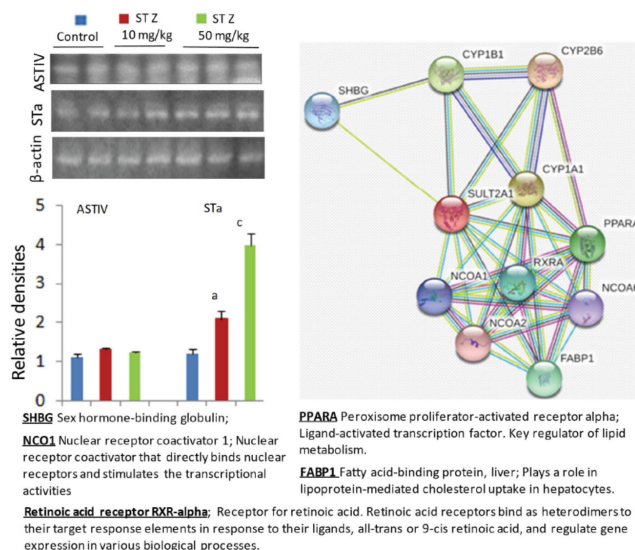 ST Z
ST Z
Control
10 mg/kg
50 mg/kg
ASTIV
STa
β-actin
5
4
3
2
1
0
Relative densities
ASTIV
STa
a
c
CYP1B1
CYP2B6
SHBG
CYP1A1
SULT2A1
PPARA
RXRA
NCOA1
NCOA6
NCOA2
FABP1
SHBG Sex hormone-binding globulin;
NCO1 Nuclear receptor coactivator 1; Nuclear
receptor coactivator that directly binds nuclear
receptors and stimulates the transcriptional
activities
PPARA Peroxisome proliferator-activated receptor alpha;
Ligand-activated transcription factor. Key regulator of lipid
metabolism.
FABP1 Fatty acid-binding protein, liver; Plays a role in
lipoprotein-mediated cholesterol uptake in hepatocytes.
Retinoic acid receptor RXR-alpha; Receptor for retinoic acid. Retinoic acid receptors bind as heterodimers to
their target response elements in response to their ligands, all-trans or 9-cis retinoic acid, and regulate gene
expression in various biological processes.